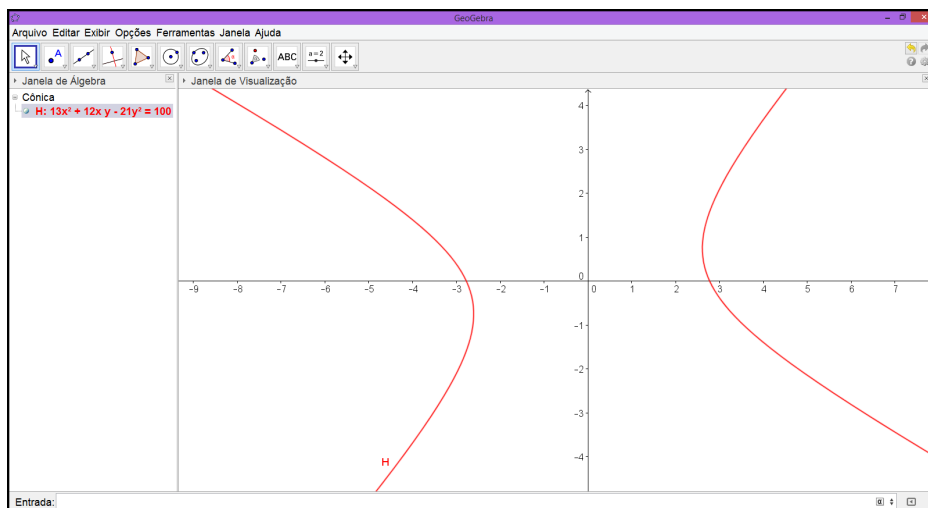 GeoGebra
Arquivo Editar Exibir Opções Ferramentas Janela Ajuda
A
ABC
a=2
Janela de Álgebra
Janela de Visualização
Cônica
H: 13x² + 12x y - 21y² = 100
4
3
2
1
0
-9 -8 -7 -6 -5 -4 -3 -2 -1 0 1 2 3 4 5 6 7
-1
-2
-3
-4
H
Entrada:
α